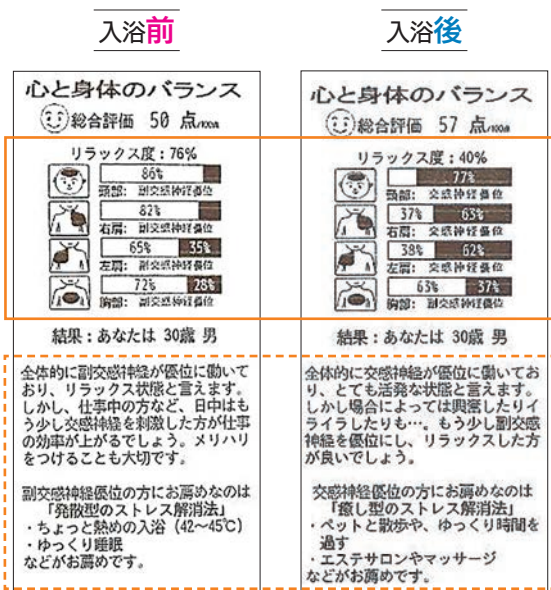 入浴前
心と身体のバランス
総合評価 50 点/100点
リラックス度:76%
86%
頭部: 副交感神経優位
82%
右肩: 副交感神経優位
65% 35%
左肩: 副交感神経優位
72% 28%
胸部: 副交感神経優位
結果:あなたは 30歳 男
全体的に副交感神経が優位に働いて
おり、リラックス状態と言えます。
しかし、仕事中の方など、日中はも
う少し交感神経を刺激した方が仕事
の効率が上がるでしょう。メリハリ
をつけることも大切です。
副交感神経優位の方にお薦めなのは
「発散型のストレス解消法」
・ちょっと熱めの入浴(42～45℃)
・ゆっくり睡眠
などがお薦めです。
入浴後
心と身体のバランス
総合評価 57 点/100点
リラックス度:40%
77%
頭部: 交感神経優位
37% 63%
右肩: 交感神経優位
38% 62%
左肩: 交感神経優位
63% 37%
胸部: 副交感神経優位
結果:あなたは 30歳 男
全体的に交感神経が優位に働いてお
り、とても活発な状態と言えます。
しかし場合によっては興奮したりイ
ライラしたりも…。もう少し副交感
神経を優位にし、リラックスした方
が良いでしょう。
交感神経優位の方にお薦めなのは
「癒し型のストレス解消法」
・ペットと散歩や、ゆっくり時間を
過す
・エステサロンやマッサージ
などがお薦めです。